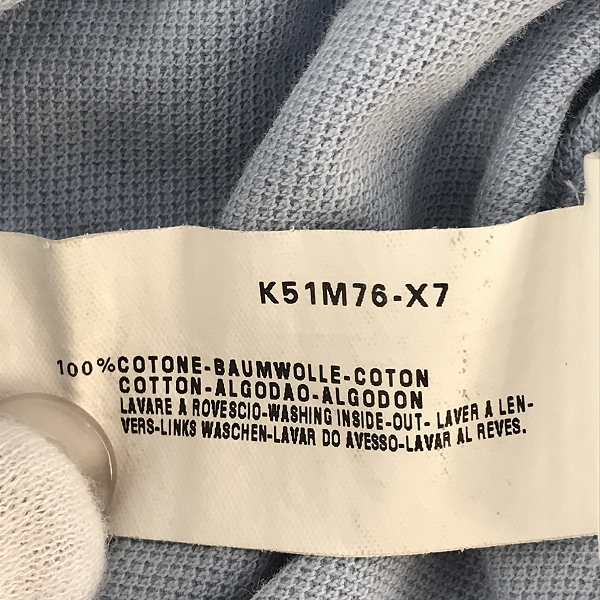 K51M76-X7
100% COTONE-BAUMWOLLE-COTON
COTTON-ALGODAO-ALGODON
LAVARE A ROVESCIO-WASHING INSIDE-OUT- LAVER A LEN-
VERS-LINKS WASCHEN-LAVAR DO AVESSO-LAVAR AL REVES.